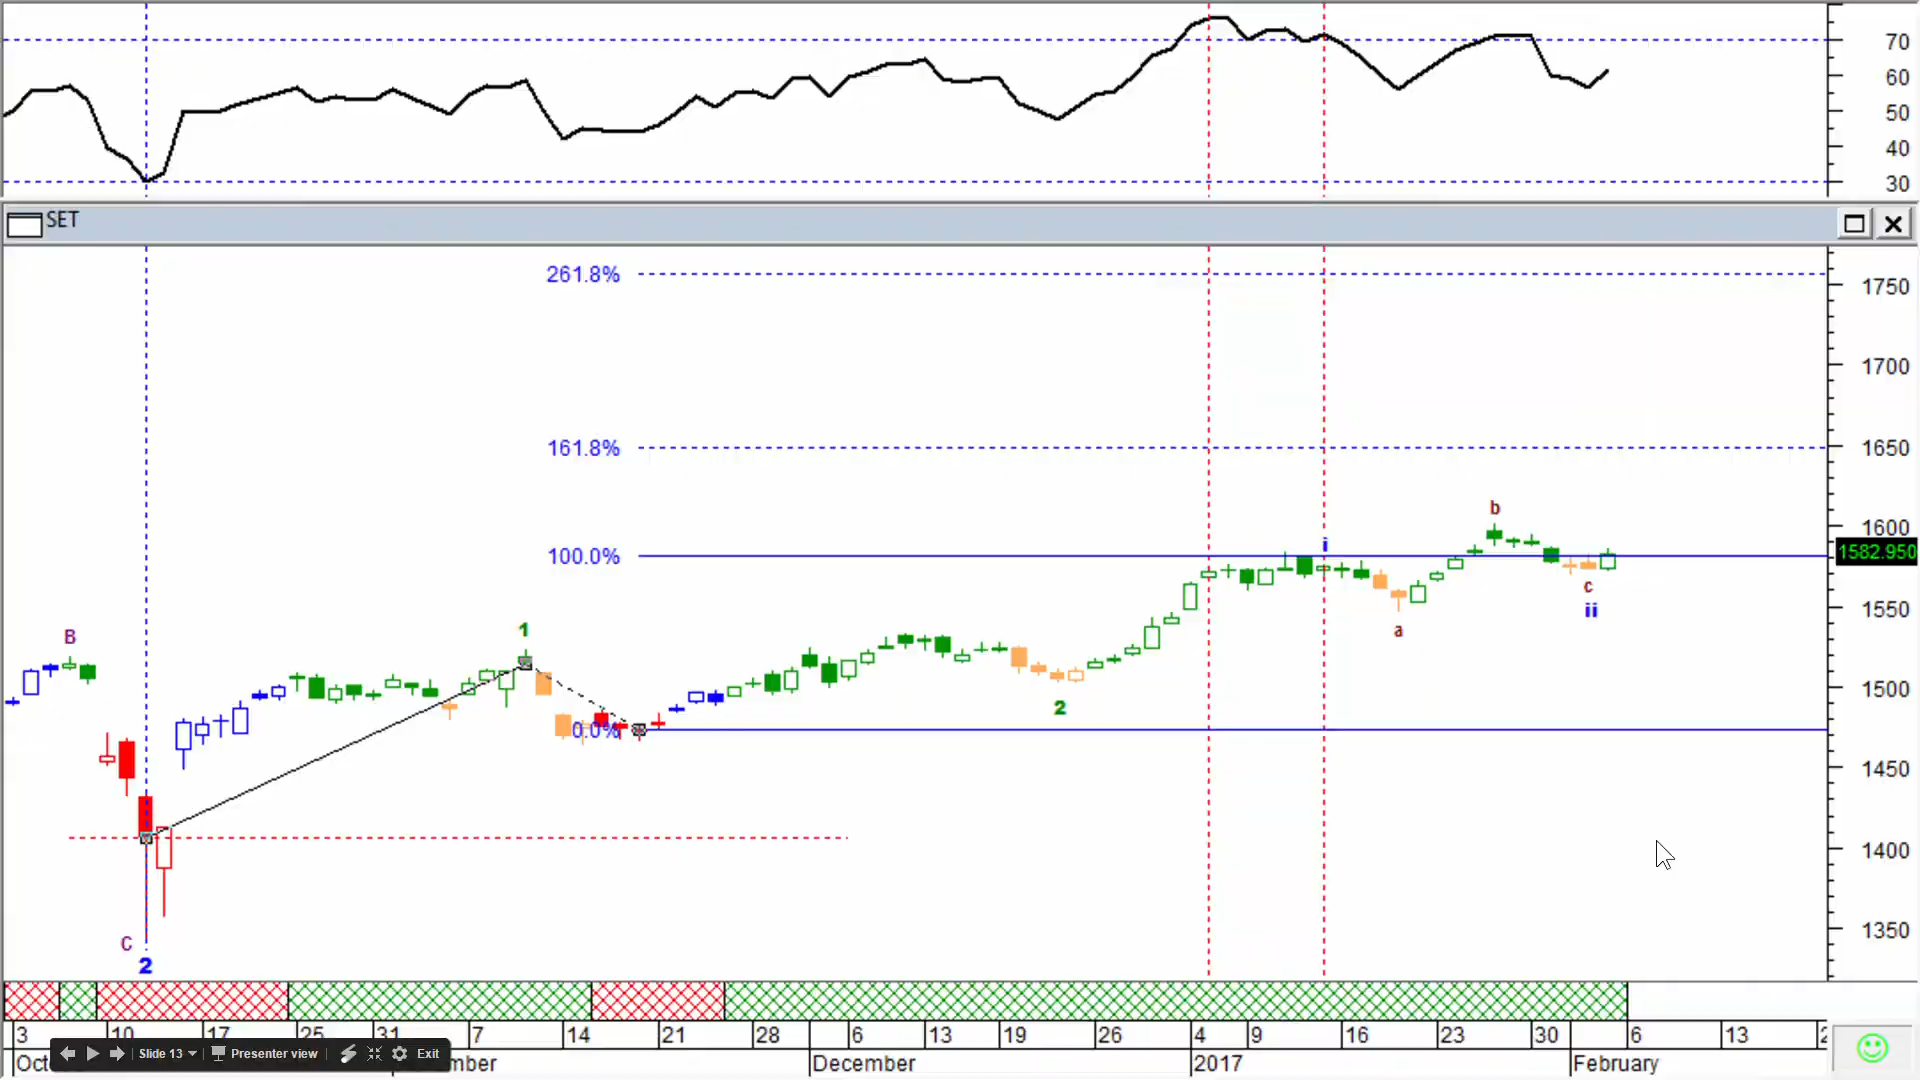 70
60
50
40
30
SET
261.8%
1750
1700
161.8%
1650
b
1600
i
100.0%
1582.950
c
1550
ii
a
1
B
1500
2
0.0%
1450
1400
1350
C
2
3 10 17 25 31 7 14 21 28 6 13 19 26 4 9 16 23 30 6 13
Slide 13 Presenter view Exit
December 2017 February